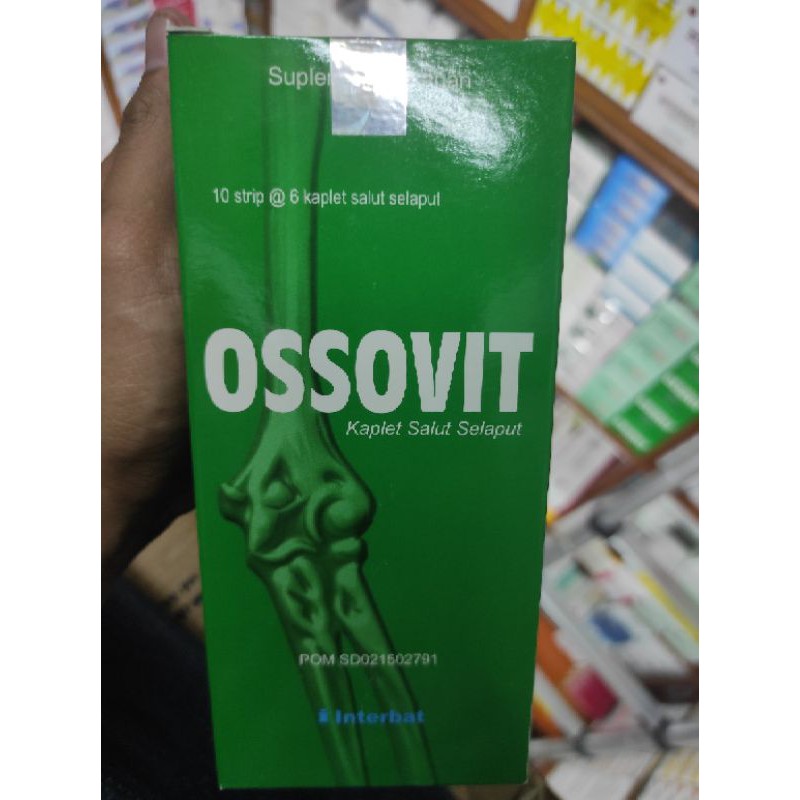 10 strip @ 6 kaplet salut selaput
OSSOVIT
Kaplet Salut Selaput
POM SD021502791
Interbat